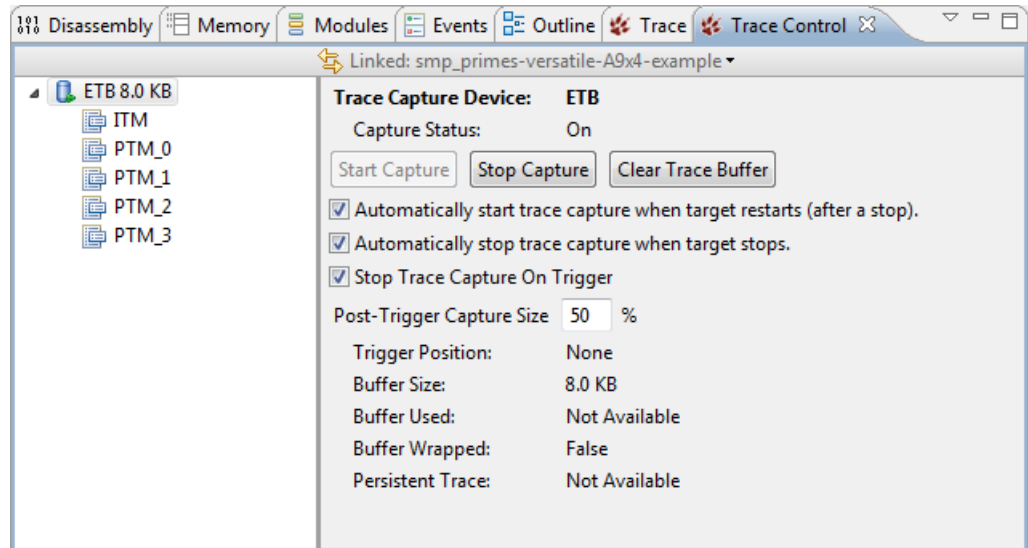 Disassembly Memory Modules Events Outline Trace Trace Control
Linked: smp_primes-versatile-A9x4-example
ETB 8.0 KB
ITM
PTM_0
PTM_1
PTM_2
PTM_3
Trace Capture Device: ETB
Capture Status: On
Start Capture Stop Capture Clear Trace Buffer
Automatically start trace capture when target restarts (after a stop).
Automatically stop trace capture when target stops.
Stop Trace Capture On Trigger
Post-Trigger Capture Size 50 %
Trigger Position: None
Buffer Size: 8.0 KB
Buffer Used: Not Available
Buffer Wrapped: False
Persistent Trace: Not Available